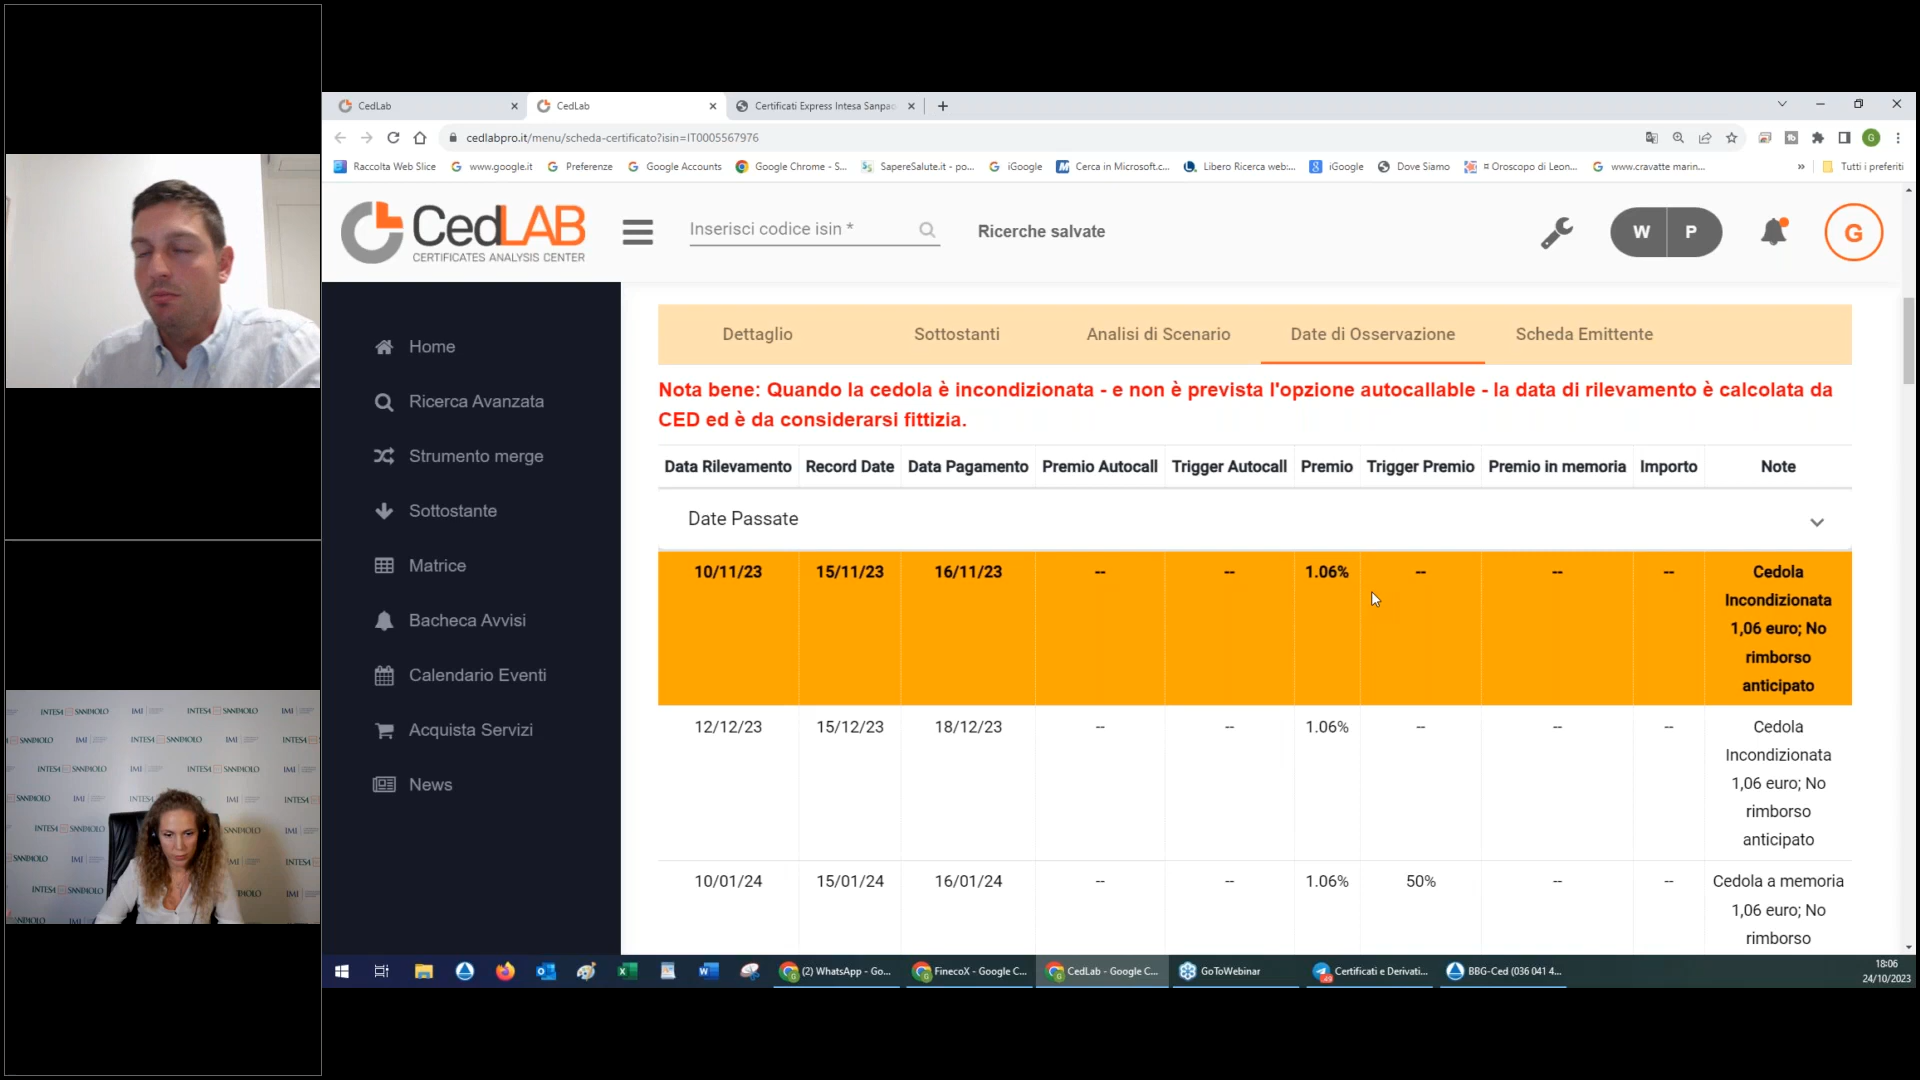 CedLab
CedLab
Certificati Express Intesa Sanpao
cedlabpro.it/menu/scheda-certificato?isin=IT0005567976
G
Raccolta Web Slice
www.google.it
Preferenze
Google Accounts
Google Chrome - S...
SapereSalute.it - po...
iGoogle
Cerca in Microsoft.c...
Libero Ricerca web:...
iGoogle
Dove Siamo
¤ Oroscopo di Leon...
www.cravatte marin...
»
Tutti i preferiti
CedLAB
CERTIFICATES ANALYSIS CENTER
Inserisci codice isin *
Ricerche salvate
W P
G
Home
Ricerca Avanzata
Strumento merge
Sottostante
Matrice
Bacheca Avvisi
Calendario Eventi
Acquista Servizi
News
Dettaglio Sottostanti Analisi di Scenario Date di Osservazione Scheda Emittente
Nota bene: Quando la cedola è incondizionata - e non è prevista l'opzione autocallable - la data di rilevamento è calcolata da
CED ed è da considerarsi fittizia.
Data Rilevamento Record Date Data Pagamento Premio Autocall Trigger Autocall Premio Trigger Premio Premio in memoria Importo Note
Date Passate
10/11/23 15/11/23 16/11/23 -- -- 1.06% -- -- -- Cedola
Incondizionata
1,06 euro; No
rimborso
anticipato
12/12/23 15/12/23 18/12/23 -- -- 1.06% -- -- -- Cedola
Incondizionata
1,06 euro; No
rimborso
anticipato
10/01/24 15/01/24 16/01/24 -- -- 1.06% 50% -- -- Cedola a memoria
1,06 euro; No
rimborso
(2) WhatsApp - Go...
FinecoX - Google C...
CedLab - Google C...
GoToWebinar
Certificati e Derivati...
BBG-Ced (036 041 4...
18:06
24/10/2023
INTESA SANPAOLO IMI